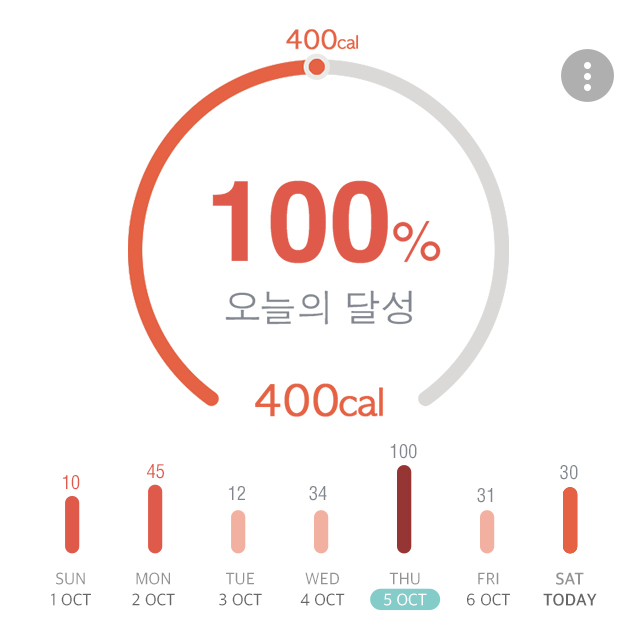 400cal
100%
오늘의 달성
400cal
10 45 12 34 100 31 30
SUN MON TUE WED THU FRI SAT
1 OCT 2 OCT 3 OCT 4 OCT 5 OCT 6 OCT TODAY